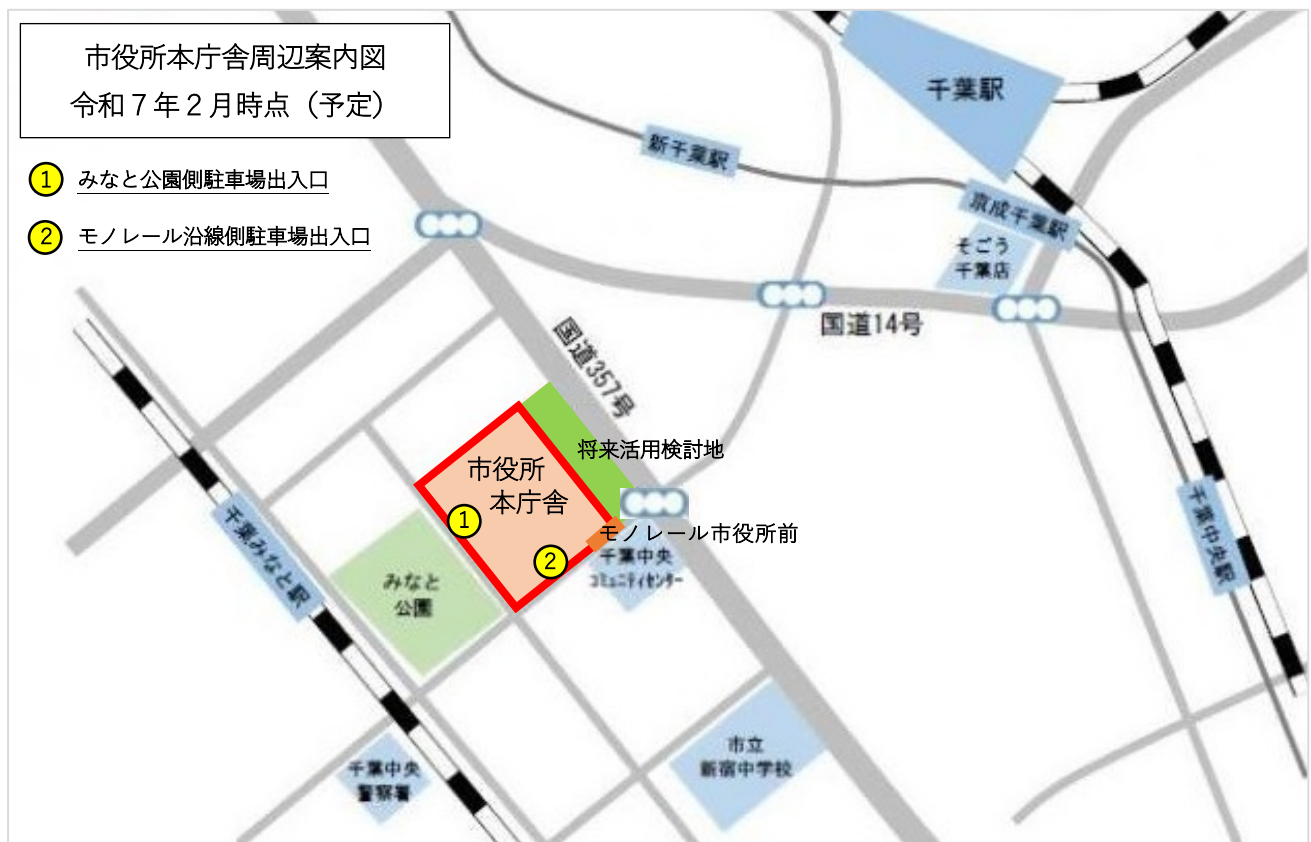 市役所本庁舎周辺案内図
令和７年２月時点（予定）
1 みなと公園側駐車場出入口
2 モノレール沿線側駐車場出入口
千葉駅
新千葉駅
京成千葉駅
そごう
千葉店
国道14号
国道357号
将来活用検討地
市役所
本庁舎
1
2
モノレール市役所前
千葉中央
ｺﾐｭﾆﾃｨｾﾝﾀｰ
千葉みなと駅
みなと
公園
千葉中央駅
市立
新宿中学校
千葉中央
警察署